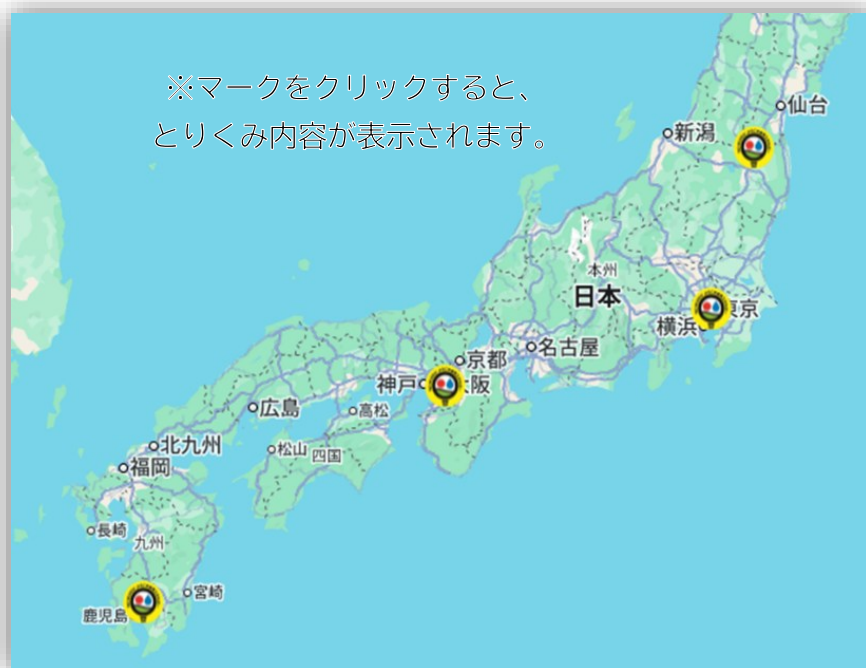 ※マークをクリックすると、
とりくみ内容が表示されます。
仙台
新潟
本州
日本
東京
横浜
名古屋
京都
神戸
大阪
広島
高松
北九州
松山
四国
福岡
長崎
九州
宮崎
鹿児島